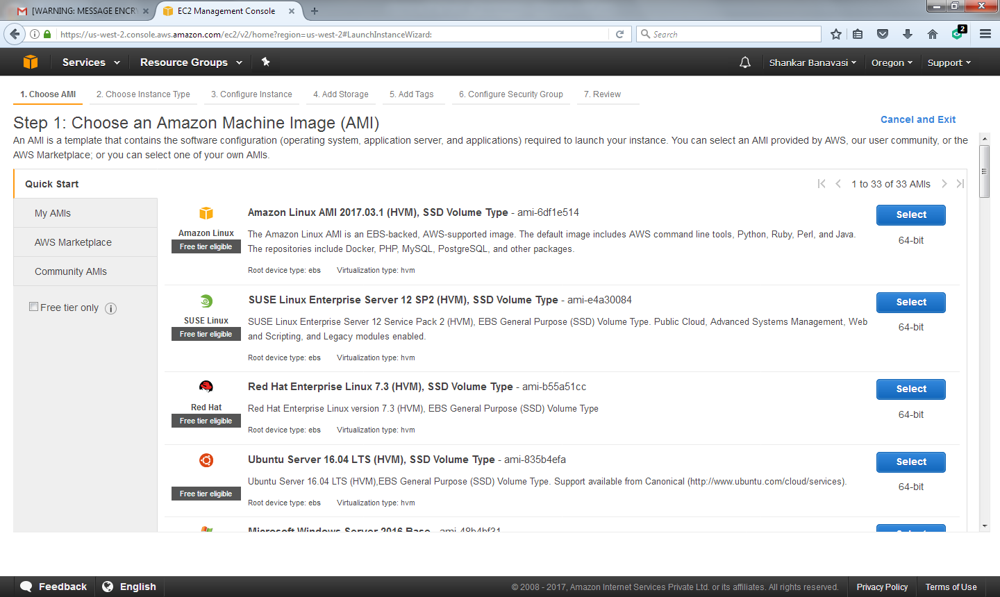 [WARNING: MESSAGE ENCRY
EC2 Management Console
https://us-west-2.console.aws.amazon.com/ec2/v2/home?region=us-west-2#LaunchInstanceWizard:
Search
2
Services
Resource Groups
Shankar Banavasi
Oregon
Support
1. Choose AMI
2. Choose Instance Type
3. Configure Instance
4. Add Storage
5. Add Tags
6. Configure Security Group
7. Review
Step 1: Choose an Amazon Machine Image (AMI)
Cancel and Exit
An AMI is a template that contains the software configuration (operating system, application server, and applications) required to launch your instance. You can select an AMI provided by AWS, our user community, or the
AWS Marketplace; or you can select one of your own AMIs.
Quick Start
1 to 33 of 33 AMIs
My AMIs
AWS Marketplace
Community AMIs
Free tier only
Amazon Linux
Free tier eligible
Amazon Linux AMI 2017.03.1 (HVM), SSD Volume Type - ami-6df1e514
The Amazon Linux AMI is an EBS-backed, AWS-supported image. The default image includes AWS command line tools, Python, Ruby, Perl, and Java.
The repositories include Docker, PHP, MySQL, PostgreSQL, and other packages.
Root device type: ebs Virtualization type: hvm
Select
64-bit
SUSE Linux
Free tier eligible
SUSE Linux Enterprise Server 12 SP2 (HVM), SSD Volume Type - ami-e4a30084
SUSE Linux Enterprise Server 12 Service Pack 2 (HVM), EBS General Purpose (SSD) Volume Type. Public Cloud, Advanced Systems Management, Web
and Scripting, and Legacy modules enabled.
Root device type: ebs Virtualization type: hvm
Select
64-bit
Red Hat
Free tier eligible
Red Hat Enterprise Linux 7.3 (HVM), SSD Volume Type - ami-b55a51cc
Red Hat Enterprise Linux version 7.3 (HVM), EBS General Purpose (SSD) Volume Type
Root device type: ebs Virtualization type: hvm
Select
64-bit
Free tier eligible
Ubuntu Server 16.04 LTS (HVM), SSD Volume Type - ami-835b4efa
Ubuntu Server 16.04 LTS (HVM),EBS General Purpose (SSD) Volume Type. Support available from Canonical (http://www.ubuntu.com/cloud/services).
Root device type: ebs Virtualization type: hvm
Select
64-bit
Microsoft Windows Server 2016 Base - ami-48b4bf31
Select
Feedback
English
© 2008 - 2017, Amazon Internet Services Private Ltd. or its affiliates. All rights reserved.
Privacy Policy
Terms of Use